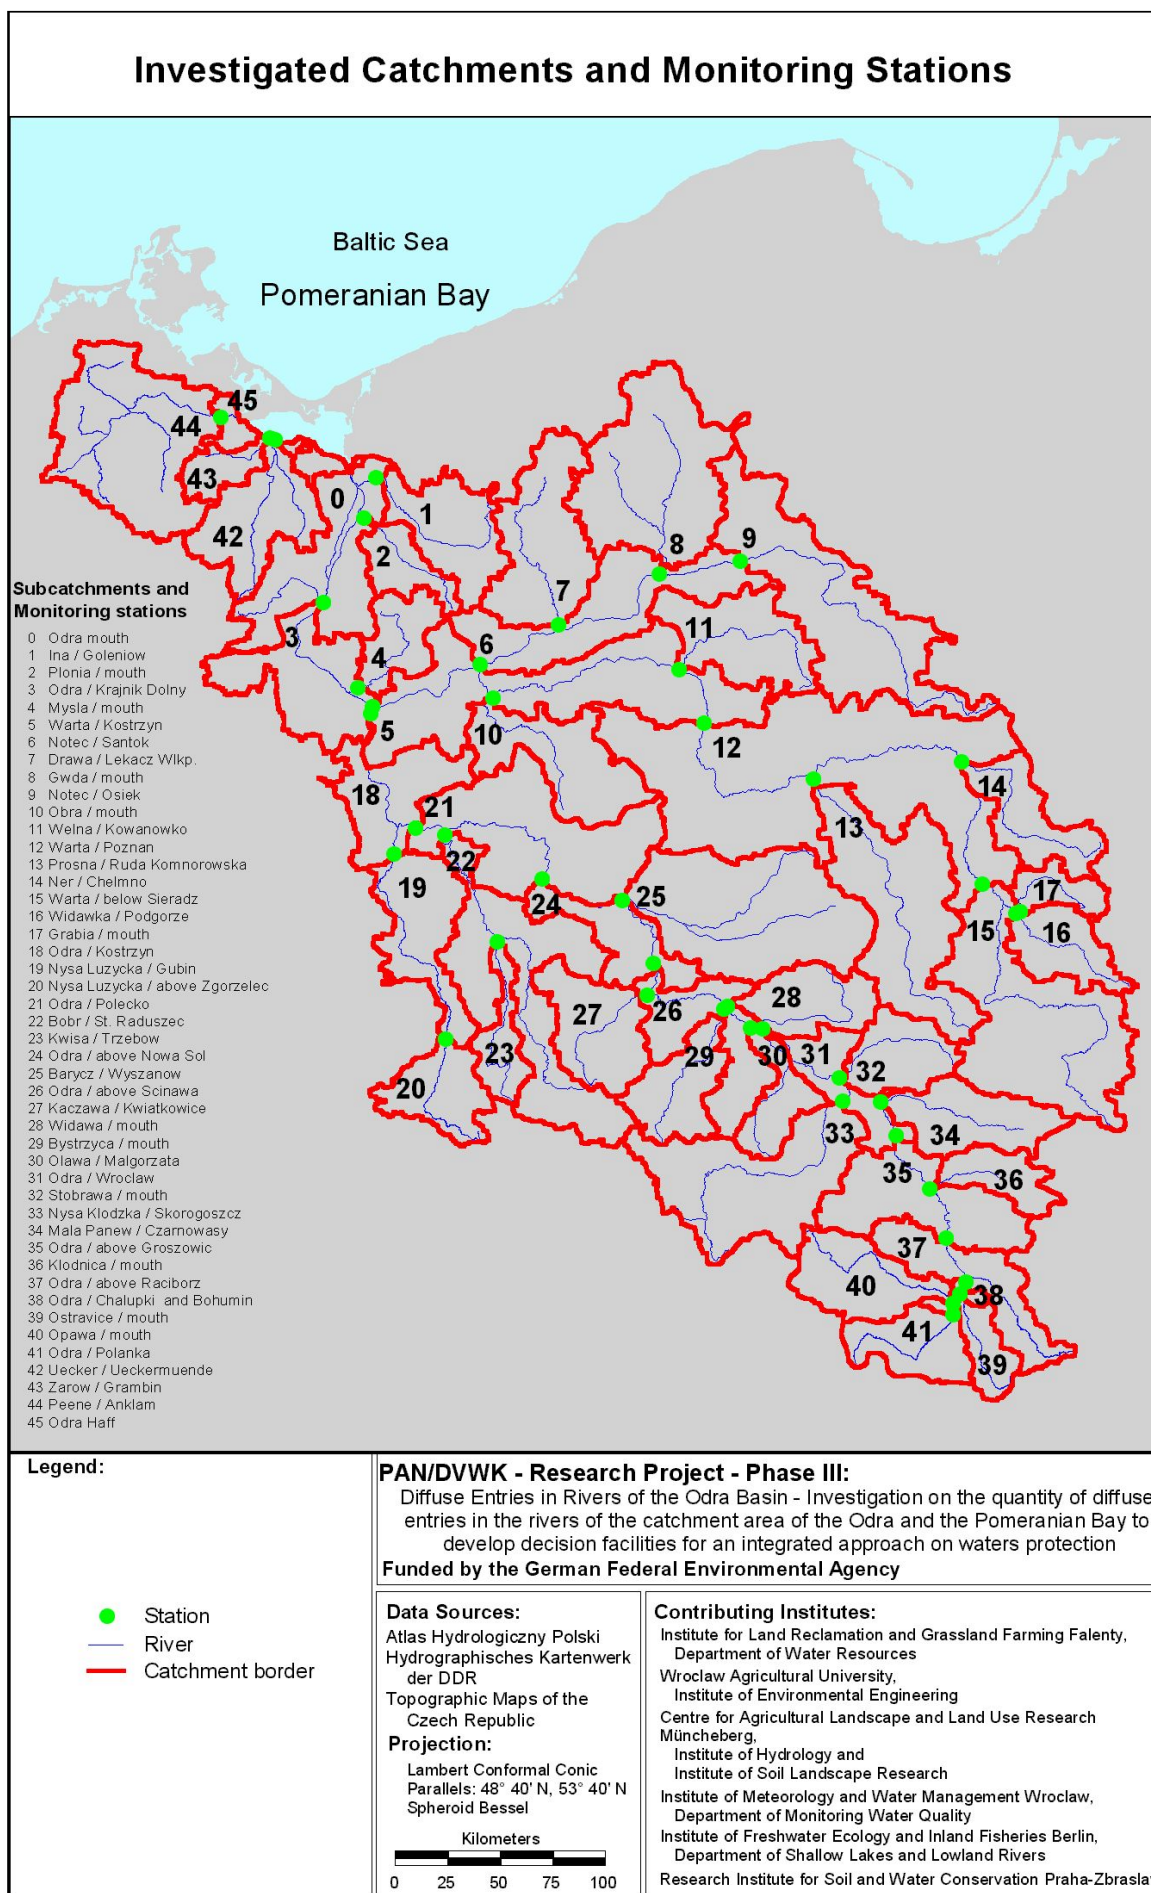 Investigated Catchments and Monitoring Stations
Baltic Sea
Pomeranian Bay
45
44
43
0
1
42
2
8
9
7
3
11
4
6
5
10
12
14
18
21
13
22
19
24
25
17
15
16
28
27
26
29
30
31
23
32
20
33
34
35
36
37
40
38
41
39
Subcatchments and
Monitoring stations
0 Odra mouth
1 Ina / Goleniow
2 Plonia / mouth
3 Odra / Krajnik Dolny
4 Mysla / mouth
5 Warta / Kostrzyn
6 Notec / Santok
7 Drawa / Lekacz Wlkp.
8 Gwda / mouth
9 Notec / Osiek
10 Obra / mouth
11 Welna / Kowanowko
12 Warta / Poznan
13 Prosna / Ruda Komnorowska
14 Ner / Chelmno
15 Warta / below Sieradz
16 Widawka / Podgorze
17 Grabia / mouth
18 Odra / Kostrzyn
19 Nysa Luzycka / Gubin
20 Nysa Luzycka / above Zgorzelec
21 Odra / Polecko
22 Bobr / St. Raduszec
23 Kwisa / Trzebow
24 Odra / above Nowa Sol
25 Barycz / Wyszanow
26 Odra / above Scinawa
27 Kaczawa / Kwiatkowice
28 Widawa / mouth
29 Bystrzyca / mouth
30 Olawa / Malgorzata
31 Odra / Wroclaw
32 Stobrawa / mouth
33 Nysa Klodzka / Skorogoszcz
34 Mala Panew / Czarnowasy
35 Odra / above Groszowic
36 Klodnica / mouth
37 Odra / above Raciborz
38 Odra / Chalupki and Bohumin
39 Ostravice / mouth
40 Opawa / mouth
41 Odra / Polanka
42 Uecker / Ueckermuende
43 Zarow / Grambin
44 Peene / Anklam
45 Odra Haff
Legend:
Station
River
Catchment border
PAN/DVWK - Research Project - Phase III:
Diffuse Entries in Rivers of the Odra Basin - Investigation on the quantity of diffuse
entries in the rivers of the catchment area of the Odra and the Pomeranian Bay to
develop decision facilities for an integrated approach on waters protection
Funded by the German Federal Environmental Agency
Data Sources:
Atlas Hydrologiczny Polski
Hydrographisches Kartenwerk
der DDR
Topographic Maps of the
Czech Republic
Projection:
Lambert Conformal Conic
Parallels: 48° 40' N, 53° 40' N
Spheroid Bessel
Kilometers
0 25 50 75 100
Contributing Institutes:
Institute for Land Reclamation and Grassland Farming Falenty,
Department of Water Resources
Wroclaw Agricultural University,
Institute of Environmental Engineering
Centre for Agricultural Landscape and Land Use Research
Müncheberg,
Institute of Hydrology and
Institute of Soil Landscape Research
Institute of Meteorology and Water Management Wroclaw,
Department of Monitoring Water Quality
Institute of Freshwater Ecology and Inland Fisheries Berlin,
Department of Shallow Lakes and Lowland Rivers
Research Institute for Soil and Water Conservation Praha-Zbraslav